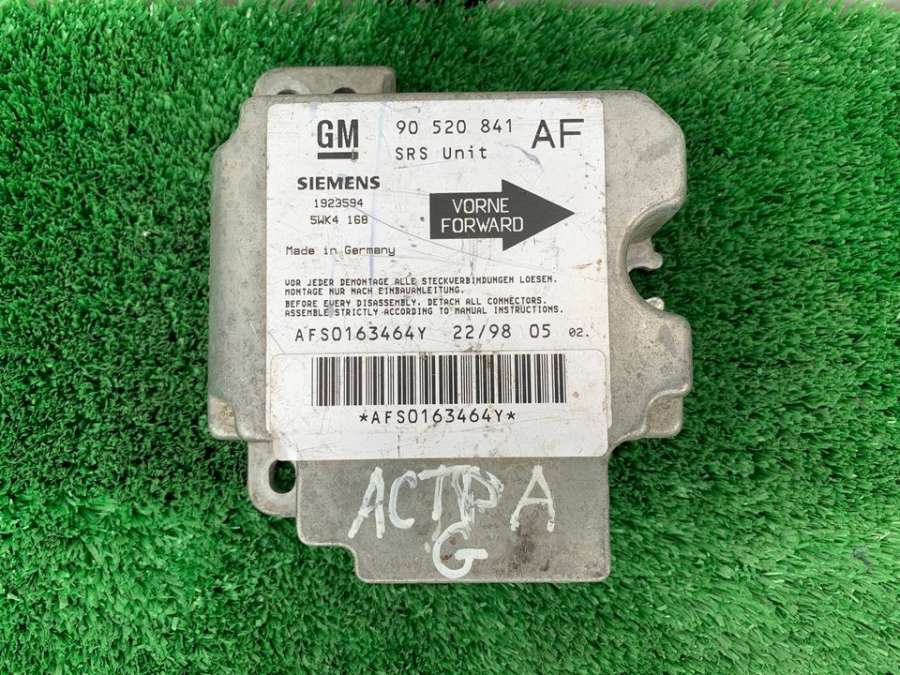 GM 90 520 841 AF
SRS Unit
SIEMENS
1923594
5WK4 168
VORNE
FORWARD
Made in Germany
VOR JEDER DEMONTAGE ALLE STECKVERBINDUNGEN LOESEN.
MONTAGE NUR NACH EINBAUANLEITUNG.
BEFORE EVERY DISASSEMBLY, DETACH ALL CONNECTORS.
ASSEMBLE STRICTLY ACCORDING TO MANUAL INSTRUCTIONS.
AFS0163464Y 22/98 05 02.
*AFS0163464Y*
АСТРА
G